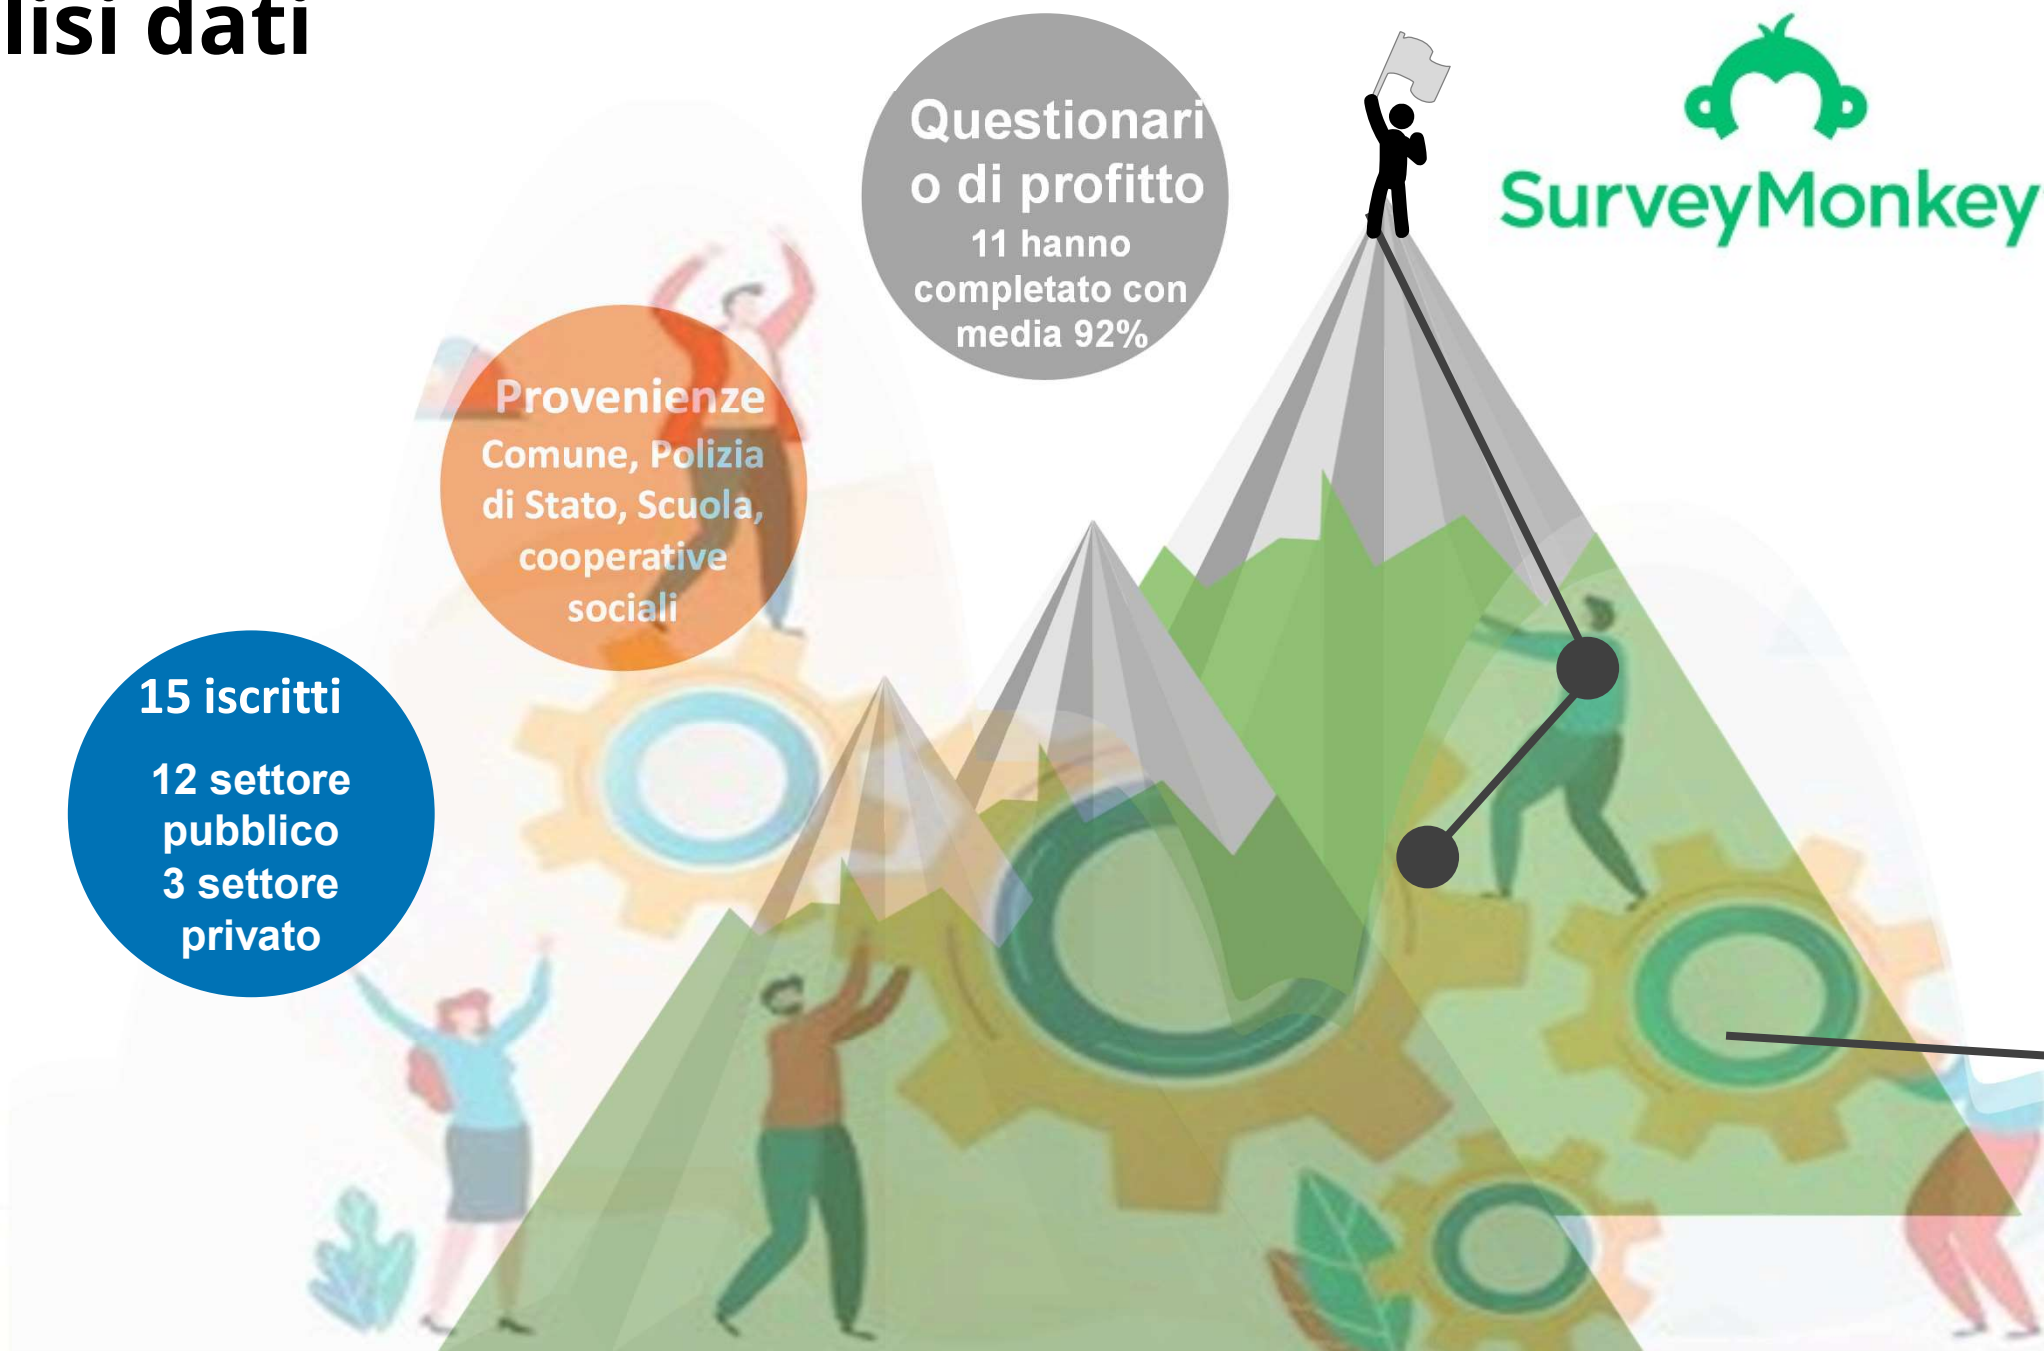 lisi dati
Questionari
o di profitto
11 hanno
completato con
media 92%
SurveyMonkey
Provenienze
Comune, Polizia
di Stato, Scuola,
cooperative
sociali
15 iscritti
12 settore
pubblico
3 settore
privato